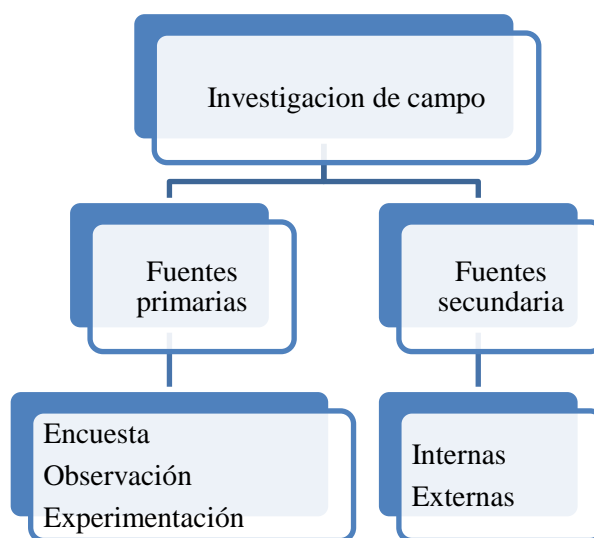 Investigacion de campo
Fuentes
primarias
Fuentes
secundaria
Encuesta
Observación
Experimentación
Internas
Externas